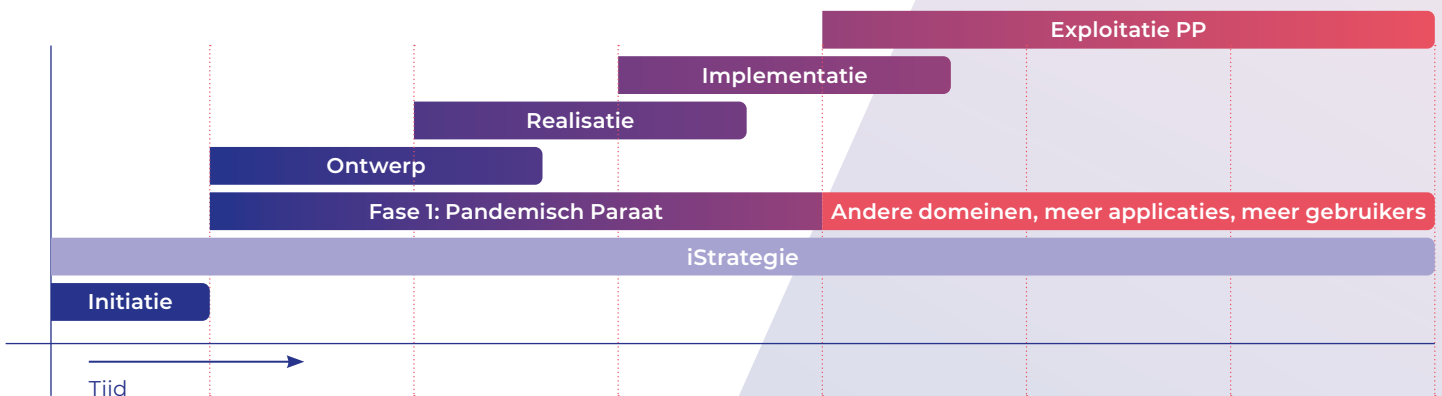 Exploitatie PP
Implementatie
Realisatie
Ontwerp
Fase 1: Pandemisch Paraat
Andere domeinen, meer applicaties, meer gebruikers
iStrategie
Initiatie
Tijd